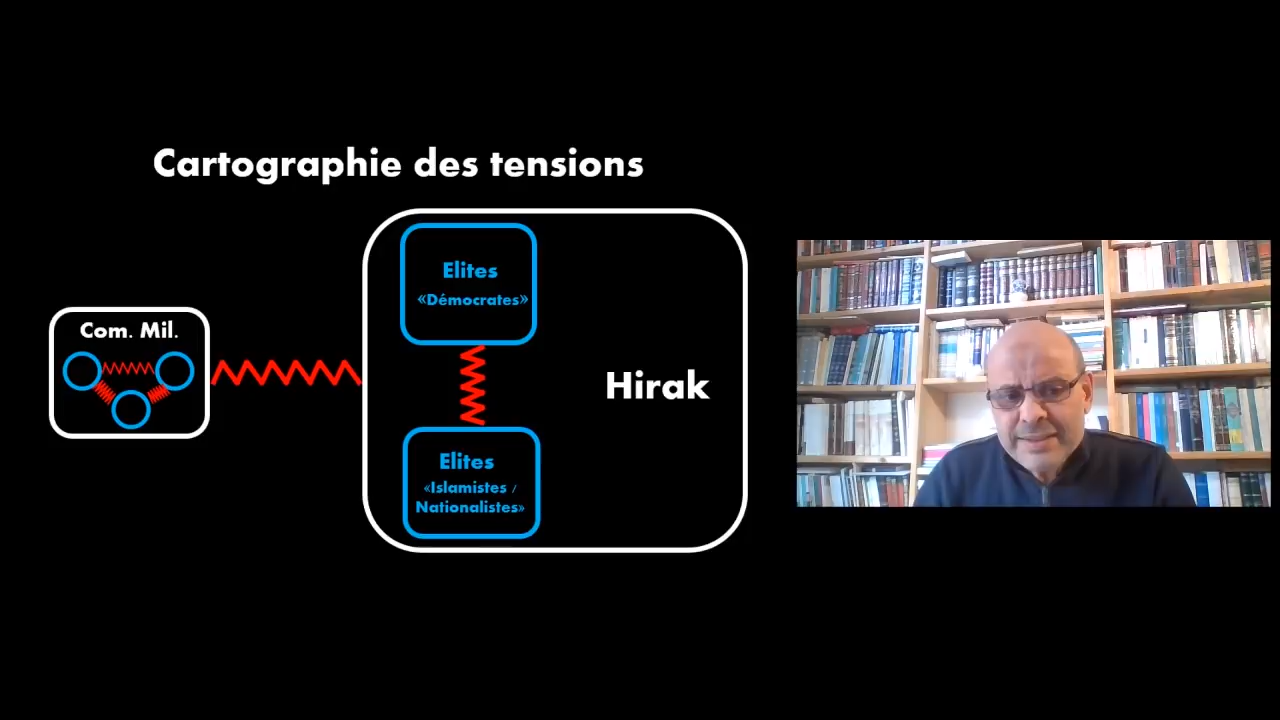 Cartographie des tensions
Com. Mil.
Elites
«Démocrates»
Hirak
Elites
«Islamistes /
Nationalistes»